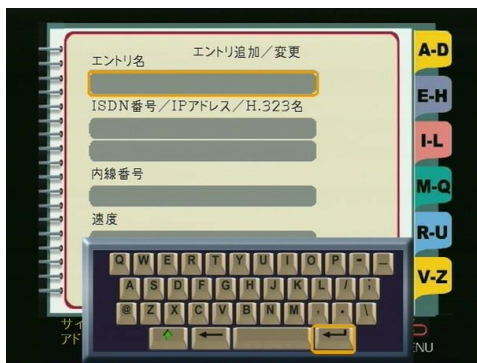 エントリ追加/変更
エントリ名
ISDN番号/IPアドレス/H.323名
内線番号
速度
A-D
E-H
I-L
M-Q
R-U
V-Z
Q W E R T Y U I O P - _
A S D F G H J K L / ;
@ Z X C V B N M , . \